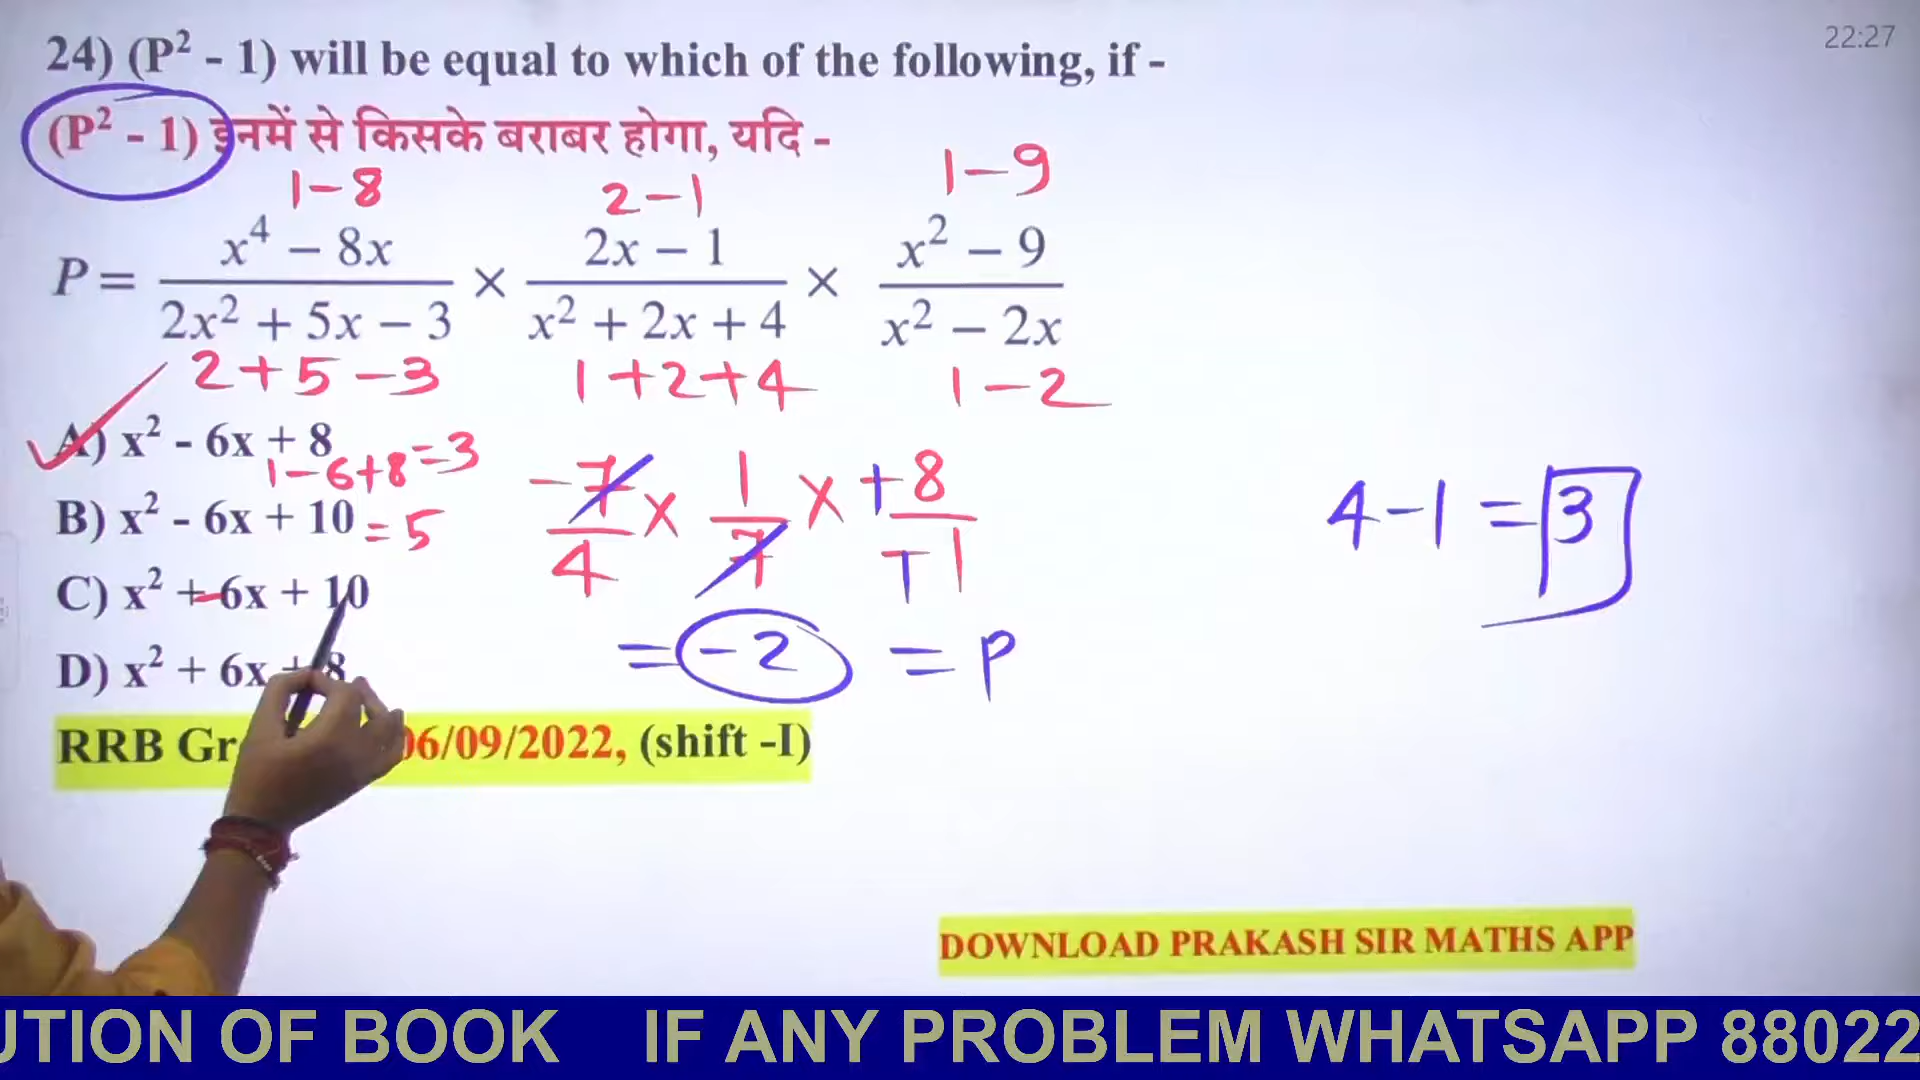 22:27
24) (P² - 1) will be equal to which of the following, if -
(P² - 1) इनमें से किसके बराबर होगा, यदि -
1-8 2-1 1-9
P = (x⁴ − 8x)/(2x² + 5x − 3) × (2x − 1)/(x² + 2x + 4) × (x² − 9)/(x² − 2x)
2+5-3 1+2+4 1-2
A) x² - 6x + 8
1-6+8=3
B) x² - 6x + 10 = 5
C) x² + 6x + 10
D) x² + 6x + 8
-7/4 × 1/7 × +8/1
= -2 = P
4-1 = 3
RRB Gr 06/09/2022, (shift -I)
DOWNLOAD PRAKASH SIR MATHS APP
UTION OF BOOK IF ANY PROBLEM WHATSAPP 88022